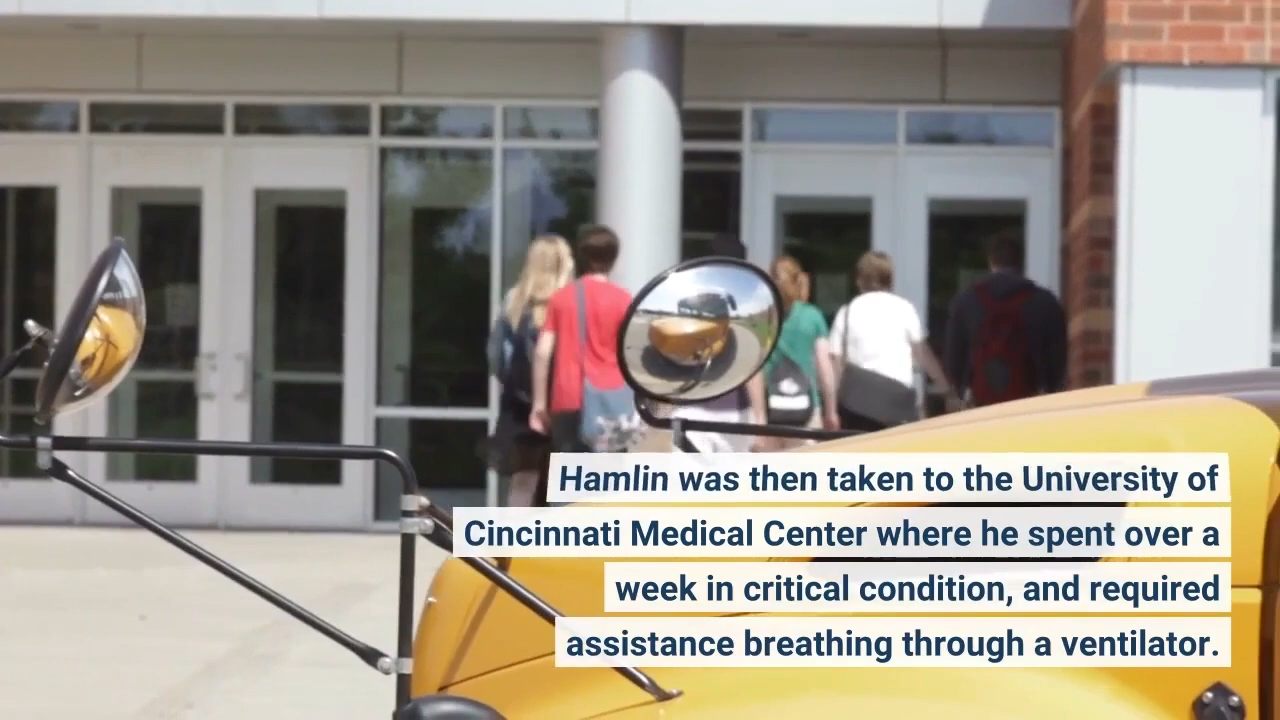 Hamlin was then taken to the University of
Cincinnati Medical Center where he spent over a
week in critical condition, and required
assistance breathing through a ventilator.